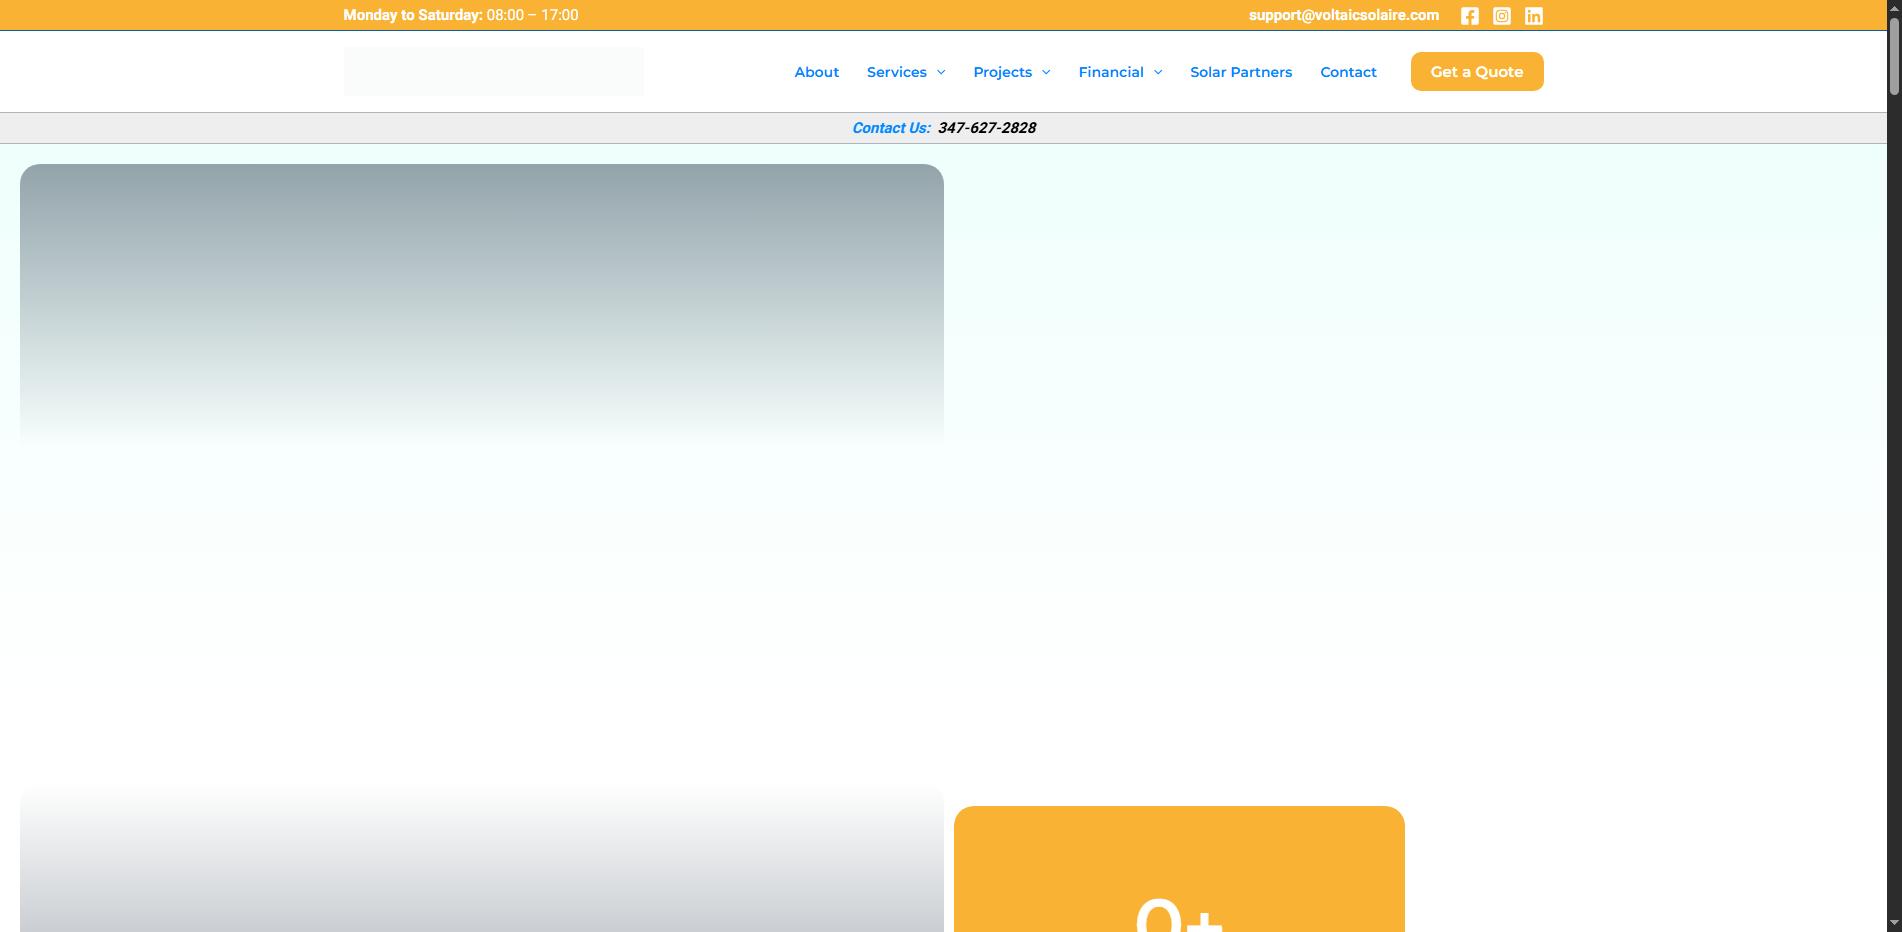 Monday to Saturday: 08:00 – 17:00
support@voltaicsolaire.com
About Services Projects Financial Solar Partners Contact Get a Quote
Contact Us: 347-627-2828
0+